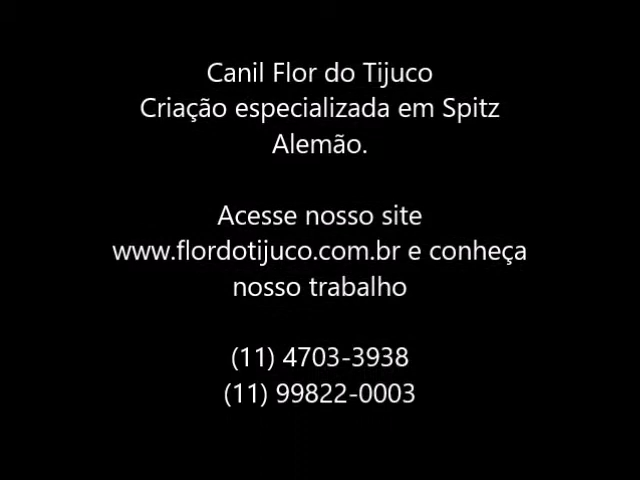 Canil Flor do Tijuco
Criação especializada em Spitz
Alemão.
Acesse nosso site
www.flordotijuco.com.br e conheça
nosso trabalho
(11) 4703-3938
(11) 99822-0003